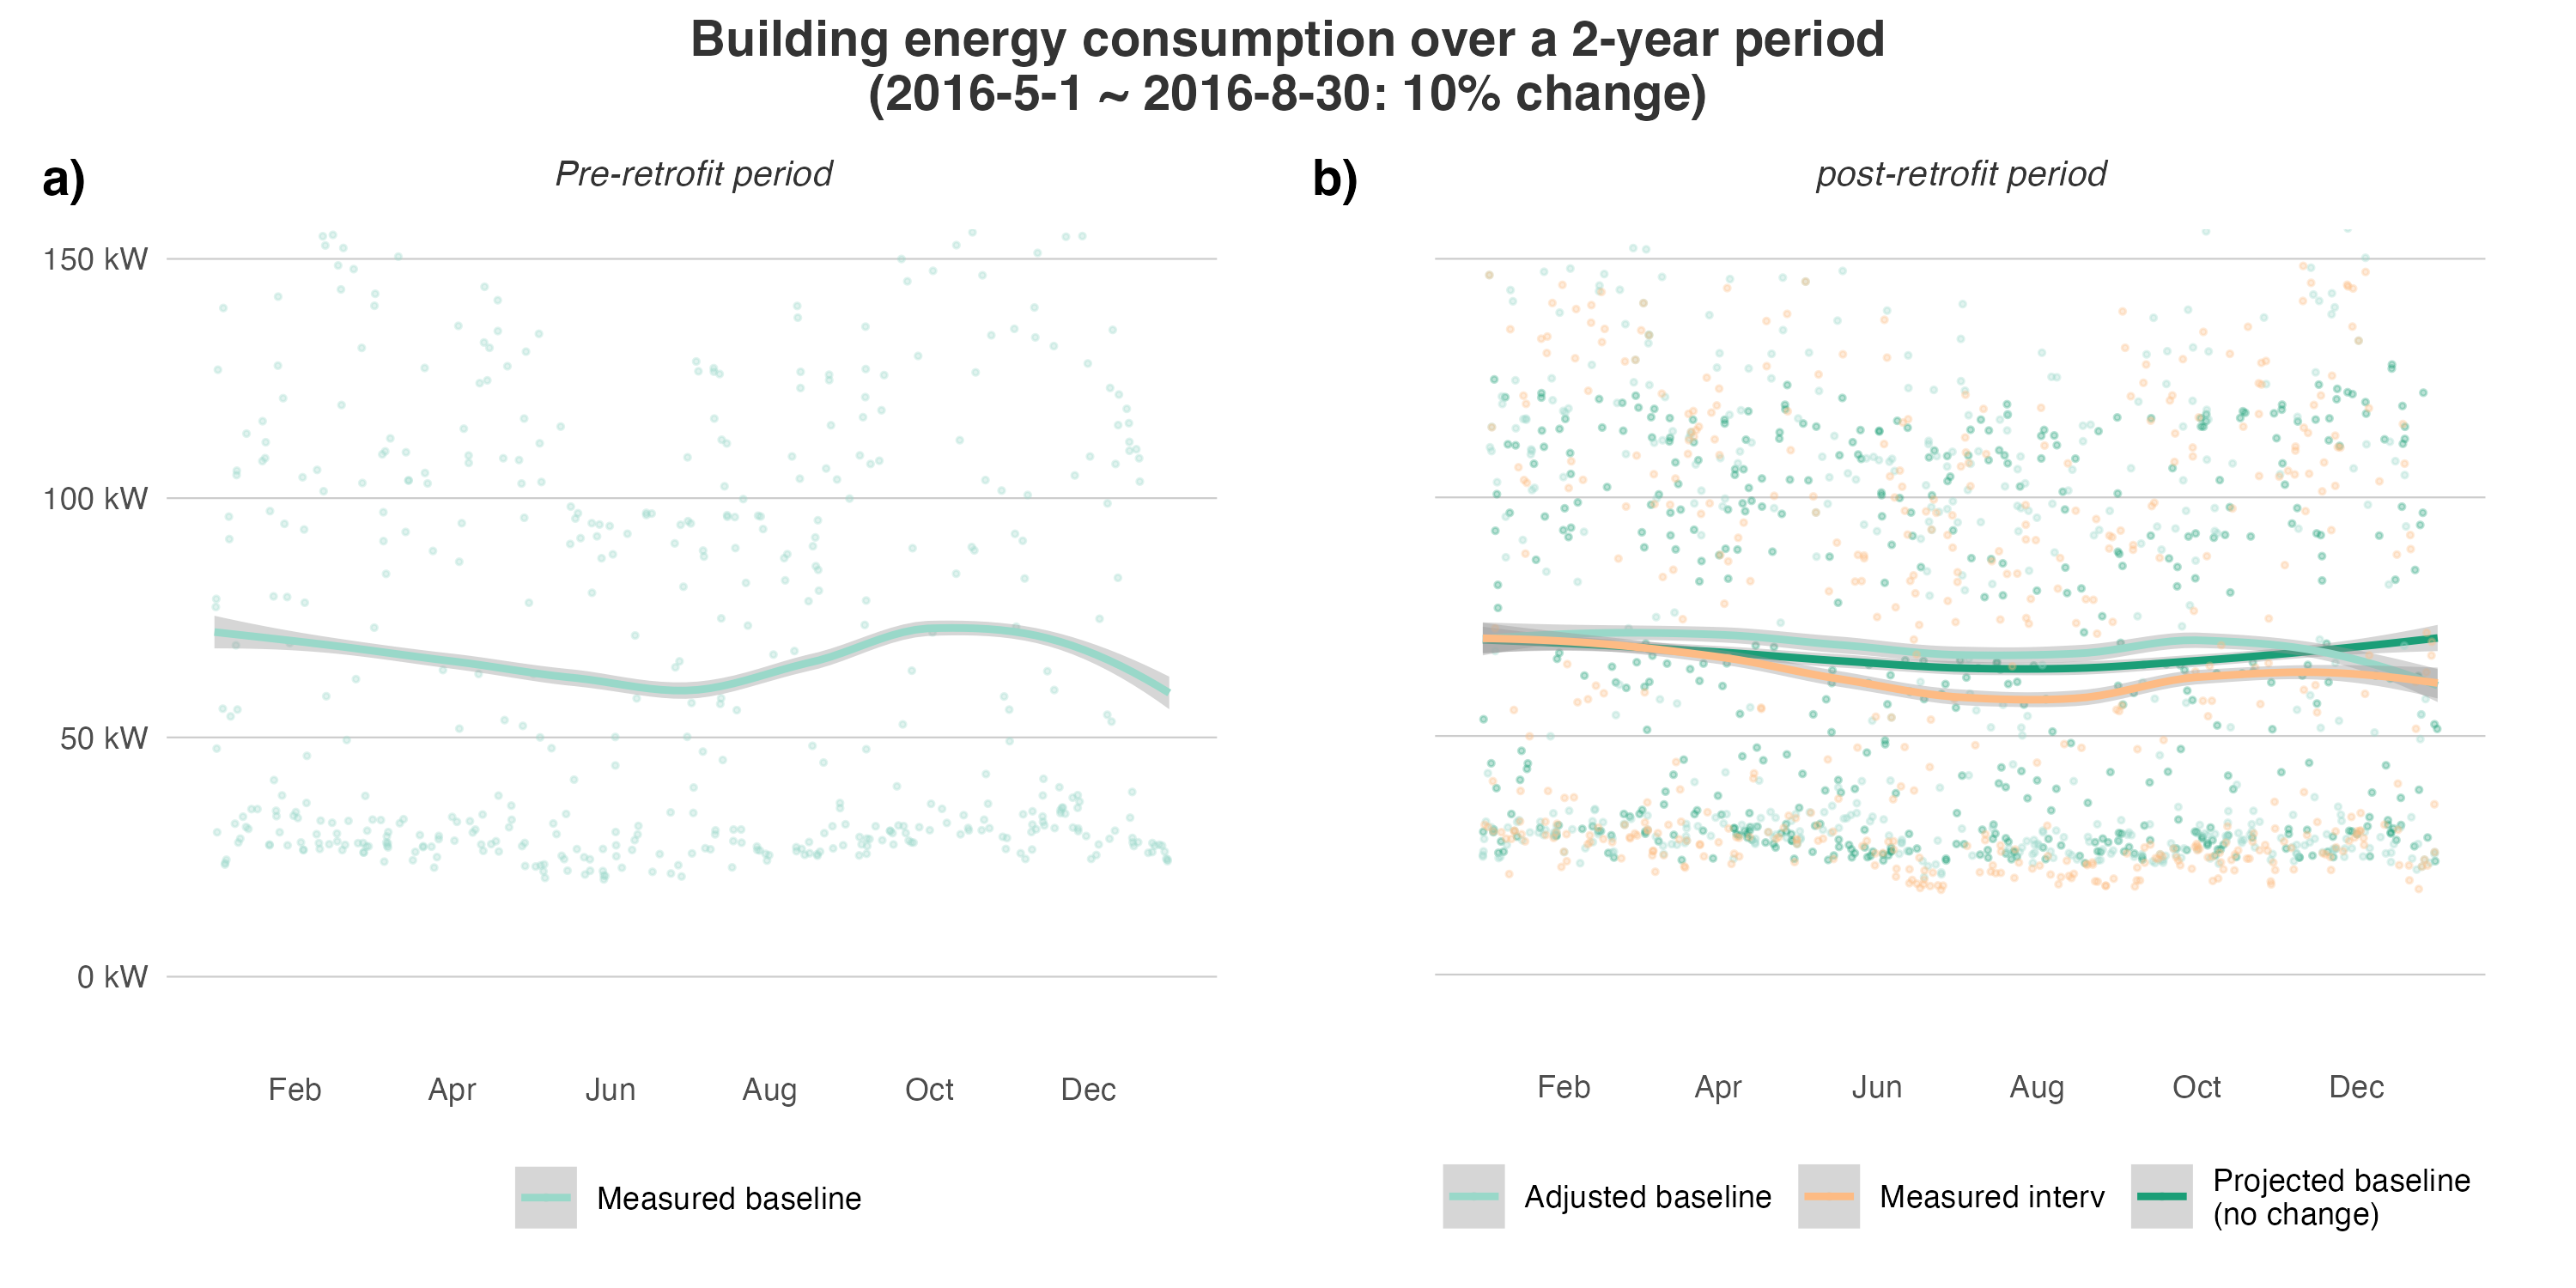 Building energy consumption over a 2-year period
(2016-5-1 ~ 2016-8-30: 10% change)
a)
Pre-retrofit period
150 kW
100 kW
50 kW
0 kW
Feb Apr Jun Aug Oct Dec
Measured baseline
b)
post-retrofit period
Feb Apr Jun Aug Oct Dec
Adjusted baseline
Measured interv
Projected baseline
(no change)